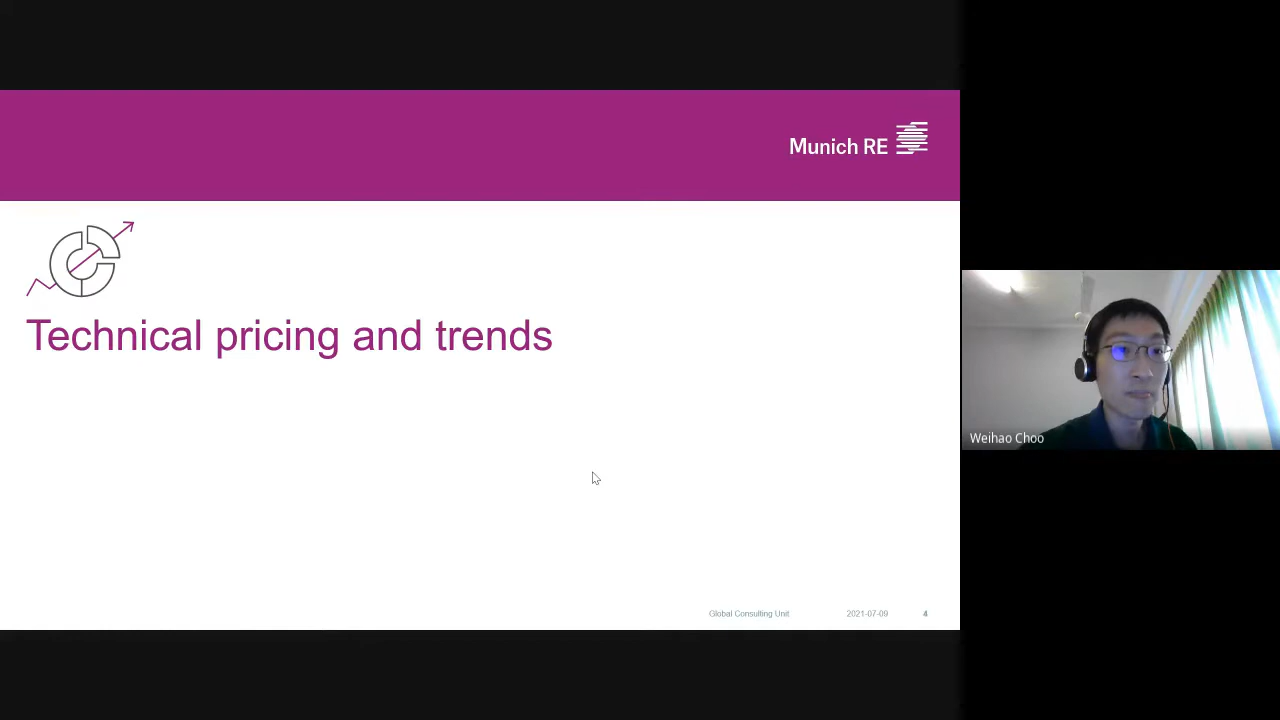 Munich RE
Technical pricing and trends
Weihao Choo
Global Consulting Unit 2021-07-09 4